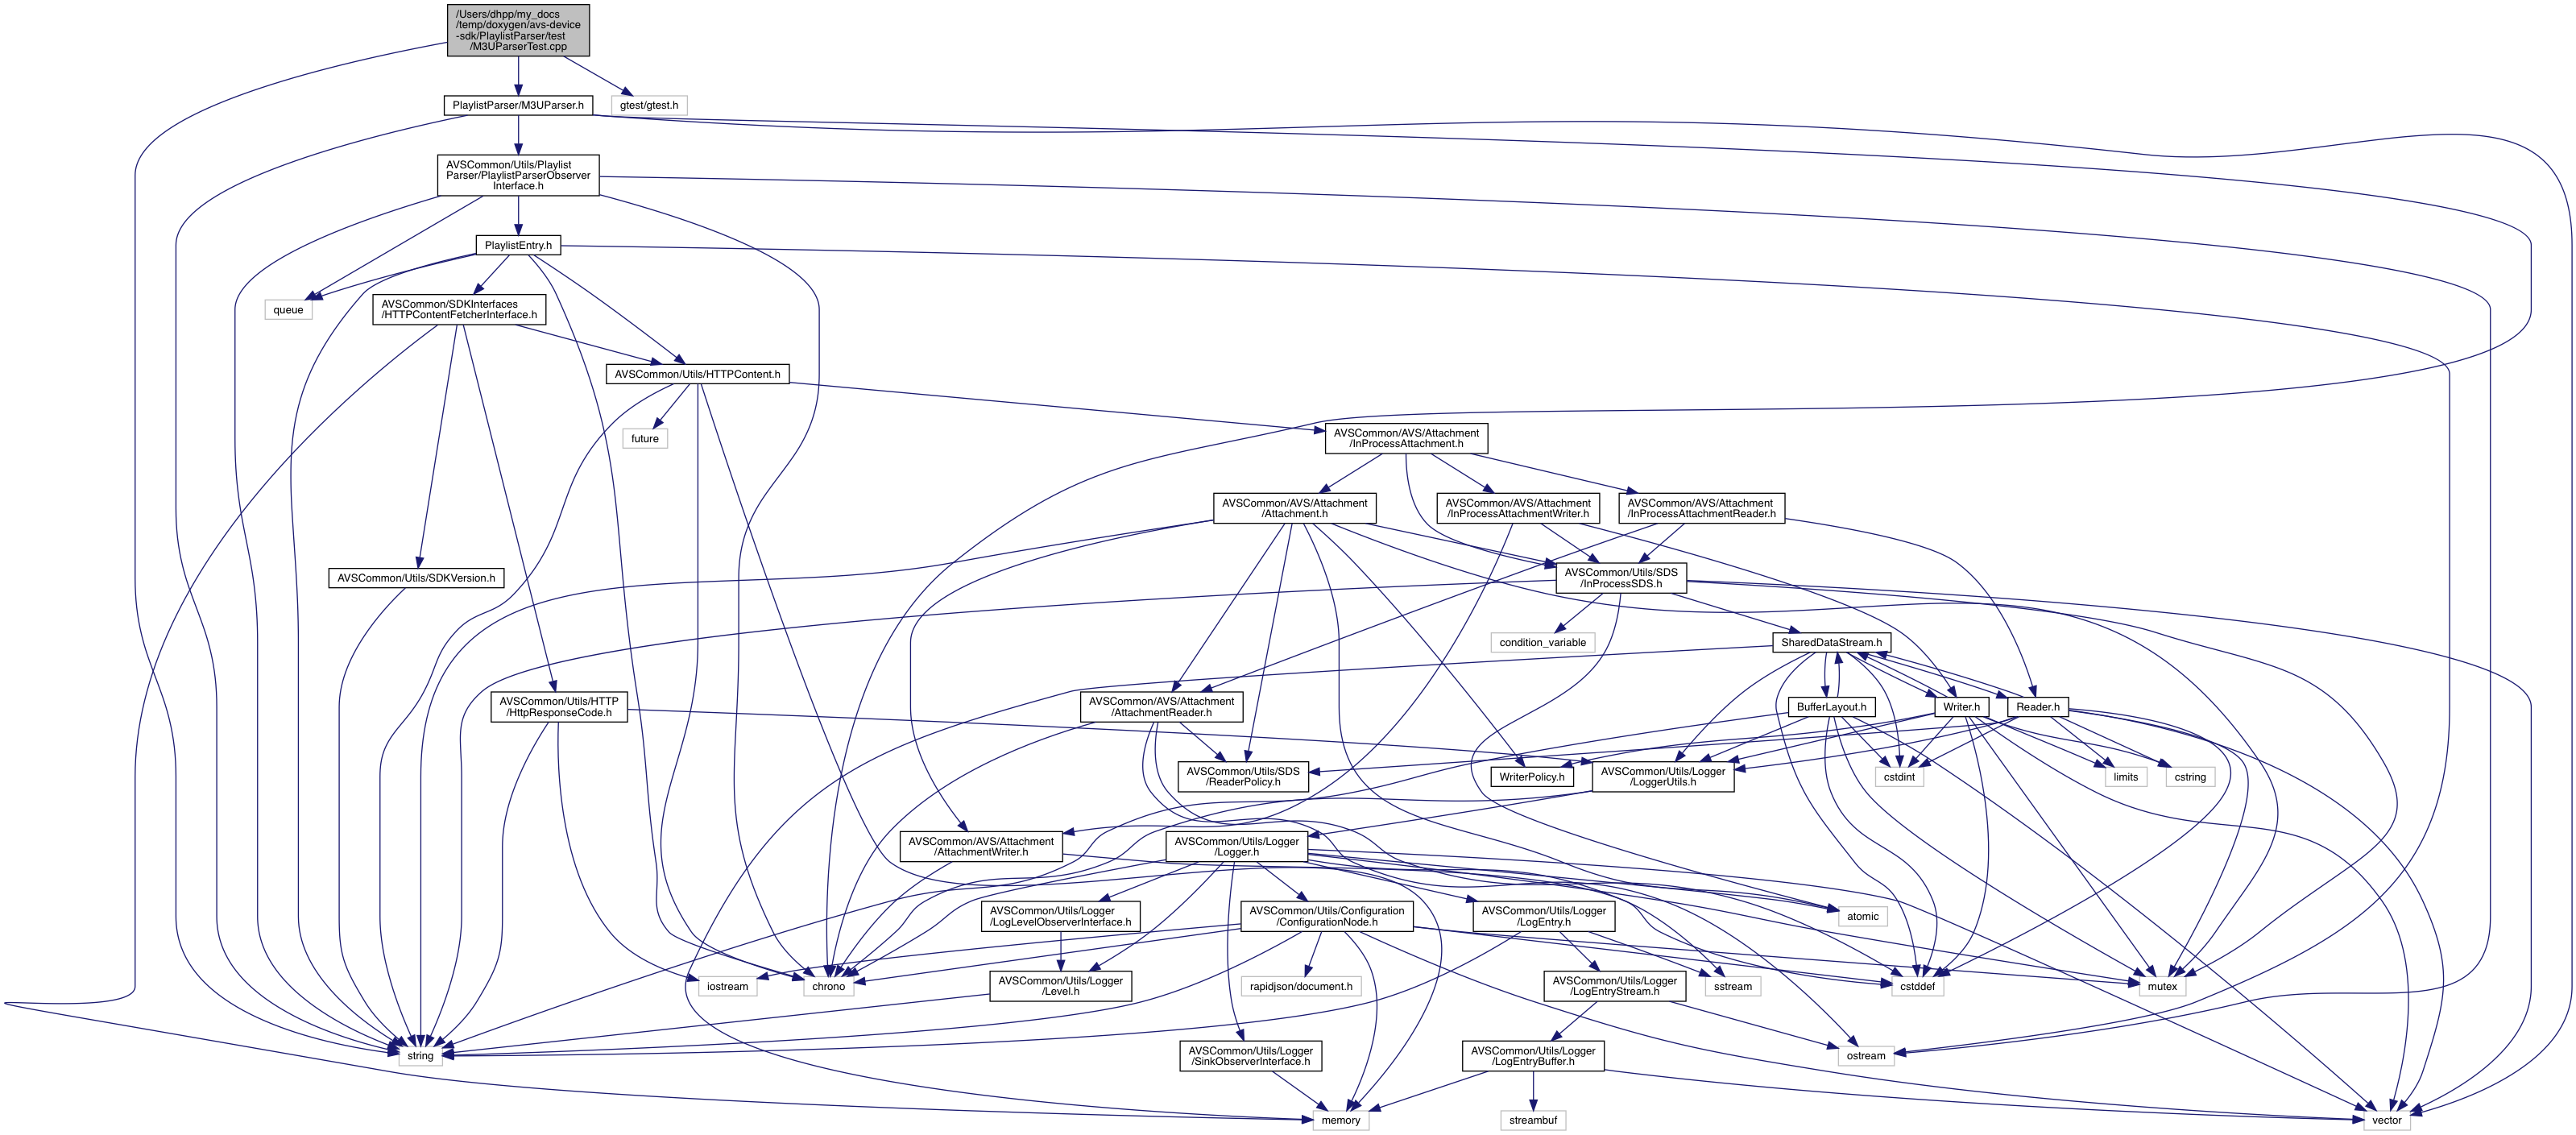 /Users/dhpp/my_docs
/temp/doxygen/avs-device
-sdk/PlaylistParser/test
/M3UParserTest.cpp
PlaylistParser/M3UParser.h
gtest/gtest.h
AVSCommon/Utils/Playlist
Parser/PlaylistParserObserver
Interface.h
PlaylistEntry.h
queue
AVSCommon/SDKInterfaces
/HTTPContentFetcherInterface.h
AVSCommon/Utils/HTTPContent.h
future
AVSCommon/AVS/Attachment
/InProcessAttachment.h
AVSCommon/AVS/Attachment
/Attachment.h
AVSCommon/AVS/Attachment
/InProcessAttachmentWriter.h
AVSCommon/AVS/Attachment
/InProcessAttachmentReader.h
AVSCommon/Utils/SDKVersion.h
AVSCommon/Utils/SDS
/InProcessSDS.h
condition_variable
SharedDataStream.h
AVSCommon/Utils/HTTP
/HttpResponseCode.h
AVSCommon/AVS/Attachment
/AttachmentReader.h
BufferLayout.h
Writer.h
Reader.h
AVSCommon/Utils/SDS
/ReaderPolicy.h
WriterPolicy.h
AVSCommon/Utils/Logger
/LoggerUtils.h
cstdint
limits
cstring
AVSCommon/AVS/Attachment
/AttachmentWriter.h
AVSCommon/Utils/Logger
/Logger.h
AVSCommon/Utils/Logger
/LogLevelObserverInterface.h
AVSCommon/Utils/Configuration
/ConfigurationNode.h
AVSCommon/Utils/Logger
/LogEntry.h
atomic
iostream
chrono
AVSCommon/Utils/Logger
/Level.h
rapidjson/document.h
AVSCommon/Utils/Logger
/LogEntryStream.h
sstream
cstddef
mutex
string
AVSCommon/Utils/Logger
/SinkObserverInterface.h
AVSCommon/Utils/Logger
/LogEntryBuffer.h
ostream
memory
streambuf
vector